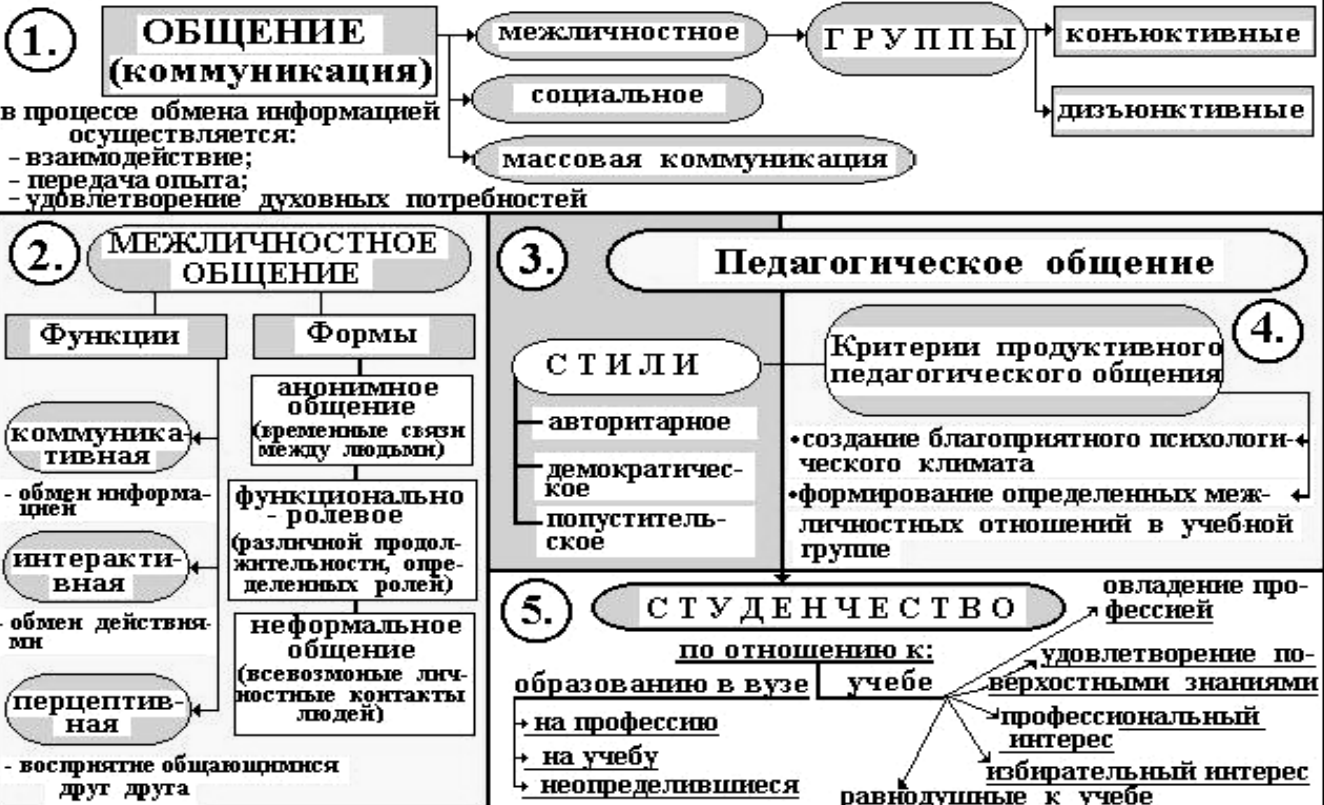 1.
ОБЩЕНИЕ
(коммуникация)
в процессе обмена информацией
осуществляется:
- взаимодействие;
- передача опыта;
- удовлетворение духовных потребностей
межличностное
социальное
массовая коммуникация
ГРУППЫ
конъюктивные
дизъюнктивные
2.
МЕЖЛИЧНОСТНОЕ
ОБЩЕНИЕ
Функции
коммуника-
тивная
- обмен информа-
цией
интеракти-
вная
- обмен действия-
ми
перцептив-
ная
- восприятие общающимися
друг друга
Формы
анонимное
общение
(временные связи
между людьми)
функционально
- ролевое
(различной продол-
жительности, опре-
деленных ролей)
неформальное
общение
(всевозмоные лич-
ностные контакты
людей)
3.
Педагогическое общение
СТИЛИ
авторитарное
демократичес-
кое
попуститель-
ское
4.
Критерии продуктивного
педагогического общения
•создание благоприятного психологи-
ческого климата
•формирование определенных меж-
личностных отношений в учебной
группе
5.
СТУДЕНЧЕСТВО
по отношению к:
образованию в вузе
на профессию
на учебу
неопределившиеся
учебе
овладение про-
фессией
удовлетворение по-
верхостными знаниями
профессиональный
интерес
избирательный интерес
равнодушные к учебе